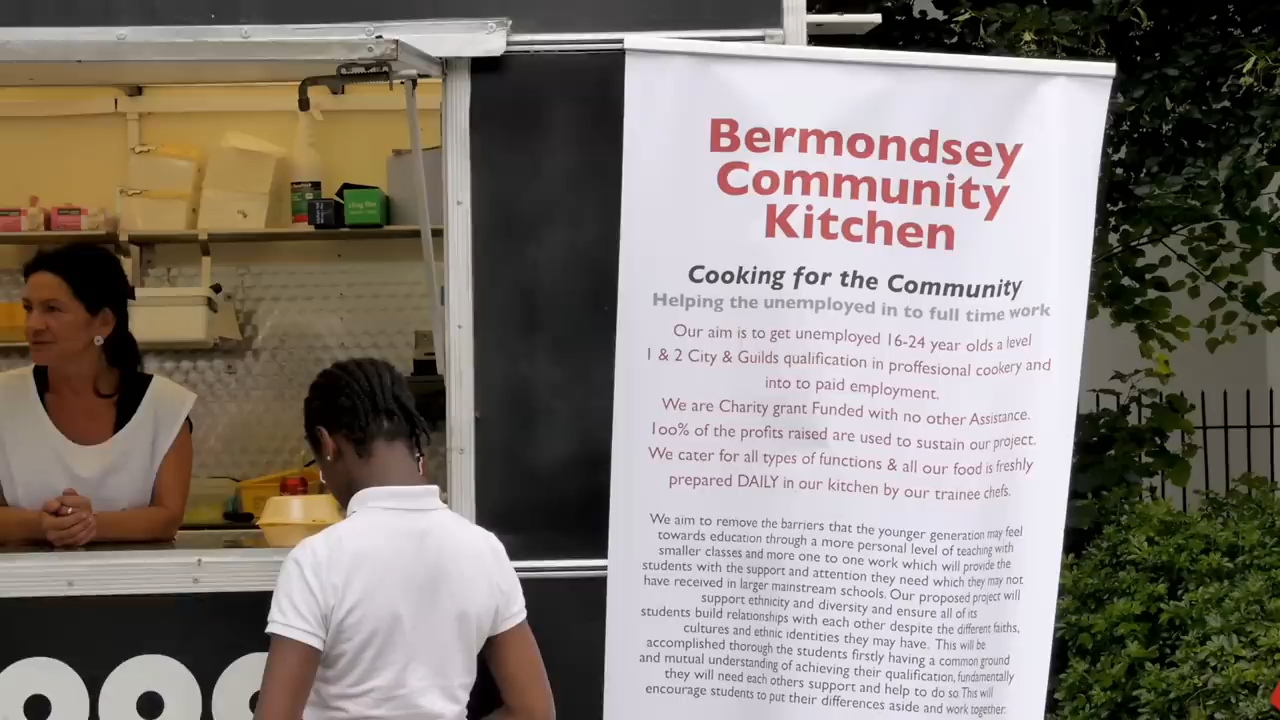 Bermondsey
Community
Kitchen
Cooking for the Community
Helping the unemployed in to full time work
Our aim is to get unemployed 16-24 year olds a level
1 & 2 City & Guilds qualification in proffesional cookery and
into to paid employment.
We are Charity grant Funded with no other Assistance.
1oo% of the profits raised are used to sustain our project.
We cater for all types of functions & all our food is freshly
prepared DAILY in our kitchen by our trainee chefs.
We aim to remove the barriers that the younger generation may feel
towards education through a more personal level of teaching with
smaller classes and more one to one work which will provide the
students with the support and attention they need which they may not
have received in larger mainstream schools. Our proposed project will
support ethnicity and diversity and ensure all of its
students build relationships with each other despite the different faiths,
cultures and ethnic identities they may have. This will be
accomplished thorough the students firstly having a common ground
and mutual understanding of achieving their qualification, fundamentally
they will need each others support and help to do so This will
encourage students to put their differences aside and work together.